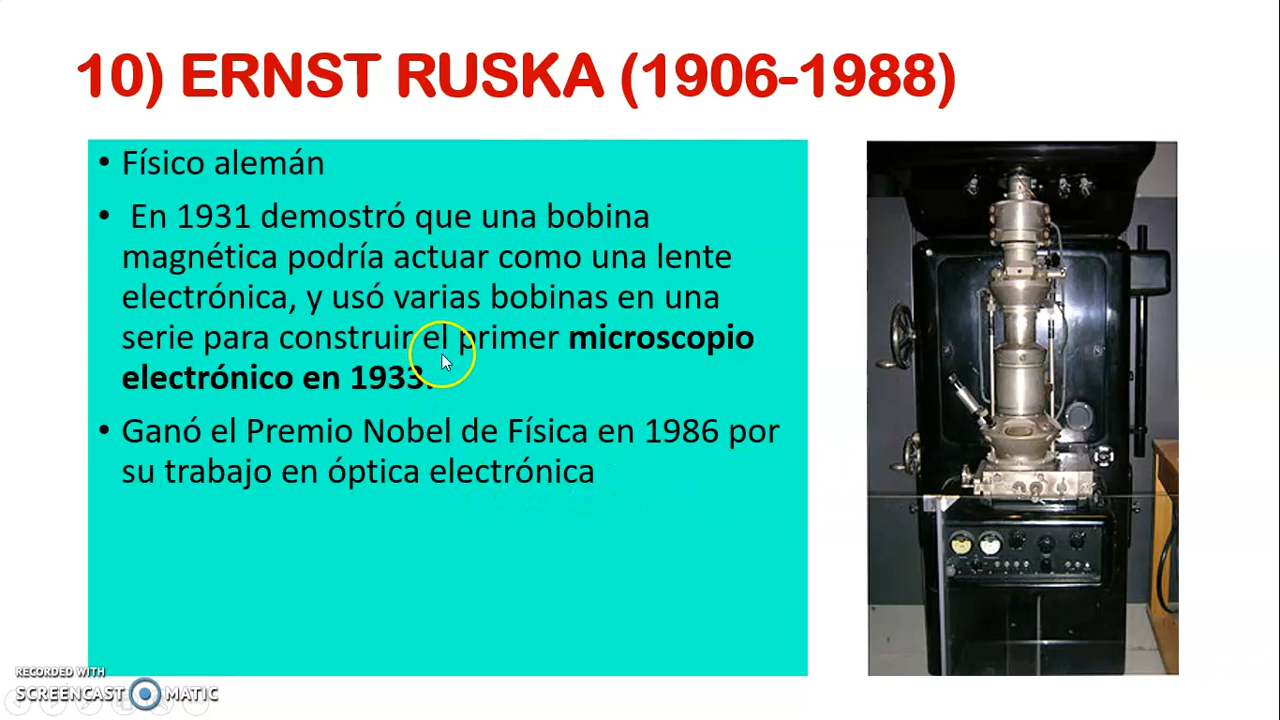 10) ERNST RUSKA (1906-1988)
• Físico alemán
• En 1931 demostró que una bobina
magnética podría actuar como una lente
electrónica, y usó varias bobinas en una
serie para construir el primer microscopio
electrónico en 1933.
• Ganó el Premio Nobel de Física en 1986 por
su trabajo en óptica electrónica
RECORDED WITH
SCREENCAST MATIC